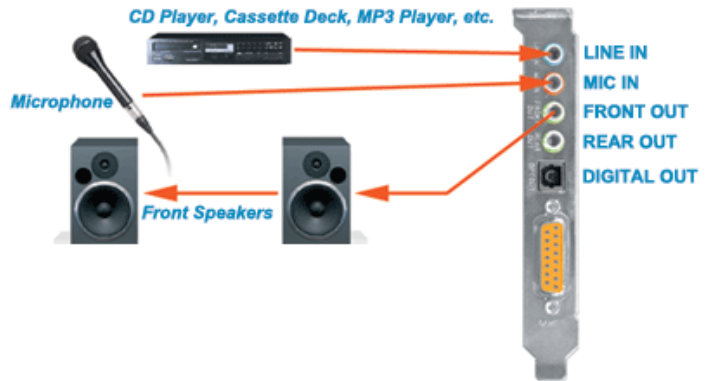 CD Player, Cassette Deck, MP3 Player, etc.
LINE IN
MIC IN
Microphone
FRONT OUT
REAR OUT
DIGITAL OUT
Front Speakers